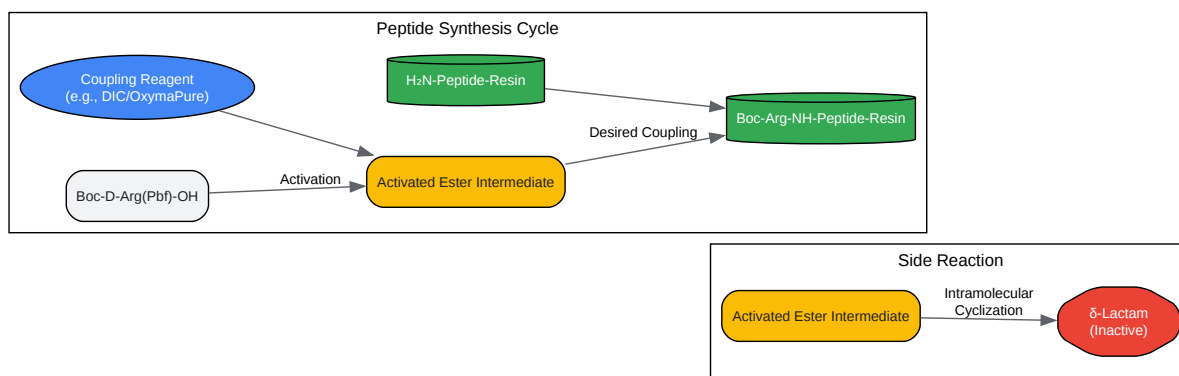 Peptide Synthesis Cycle
Coupling Reagent
(e.g., DIC/OxymaPure)
H₂N-Peptide-Resin
Boc-Arg-NH-Peptide-Resin
Desired Coupling
Activation
Activated Ester Intermediate
Boc-D-Arg(Pbf)-OH
Side Reaction
Activated Ester Intermediate
Intramolecular
Cyclization
δ-Lactam
(Inactive)